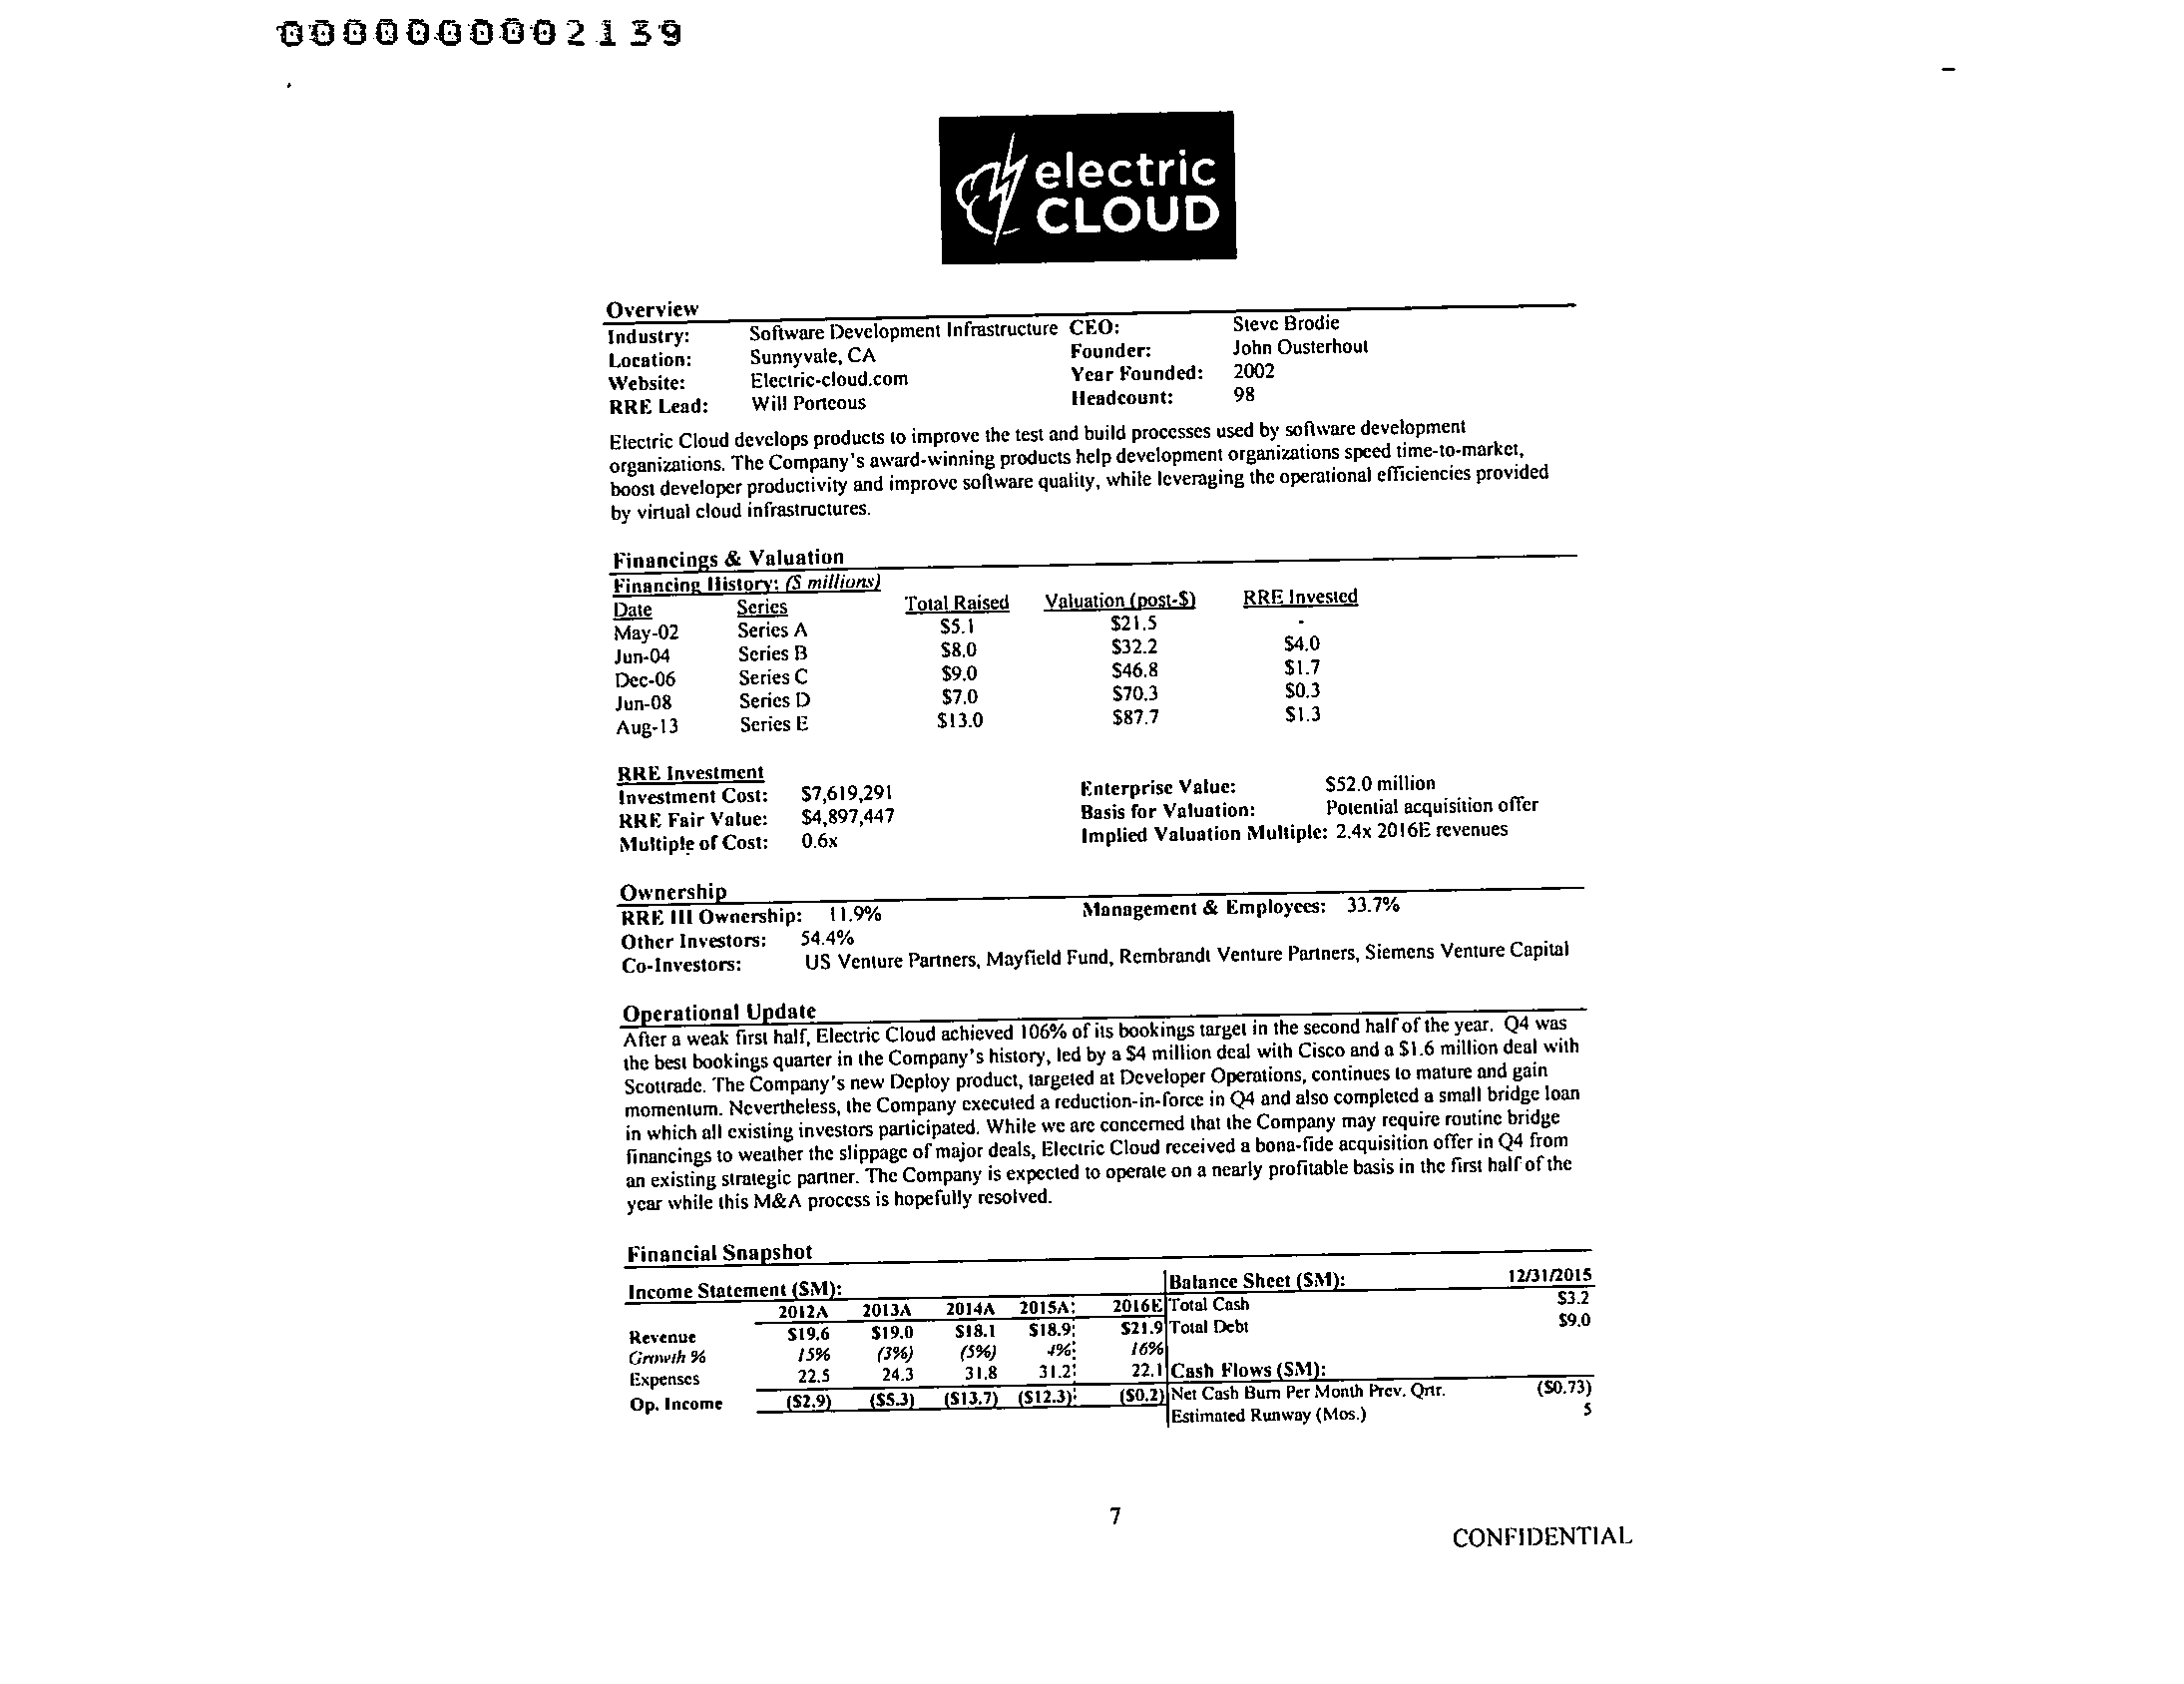 0000000002139
electric
CLOUD
Overview
Industry: Software Development Infrastructure CEO: Steve Brodie
Location: Sunnyvale, CA Founder: John Ousterhout
Website: Electric-cloud.com Year Founded: 2002
RRE Lead: Will Porteous Headcount: 98
Electric Cloud develops products to improve the test and build processes used by software development
organizations. The Company's award-winning products help development organizations speed time-to-market,
boost developer productivity and improve software quality, while leveraging the operational efficiencies provided
by virtual cloud infrastructures.
Financings & Valuation
Financing History: ($ millions)
Date Series Total Raised Valuation (post-$) RRE Invested
May-02 Series A $5.1 $21.5 -
Jun-04 Series B $8.0 $32.2 $4.0
Dec-06 Series C $9.0 $46.8 $1.7
Jun-08 Series D $7.0 $70.3 $0.3
Aug-13 Series E $13.0 $87.7 $1.3
RRE Investment
Investment Cost: $7,619,291 Enterprise Value: $52.0 million
RRE Fair Value: $4,897,447 Basis for Valuation: Potential acquisition offer
Multiple of Cost: 0.6x Implied Valuation Multiple: 2.4x 2016E revenues
Ownership
RRE III Ownership: 11.9% Management & Employees: 33.7%
Other Investors: 54.4%
Co-Investors: US Venture Partners, Mayfield Fund, Rembrandt Venture Partners, Siemens Venture Capital
Operational Update
After a weak first half, Electric Cloud achieved 106% of its bookings target in the second half of the year. Q4 was
the best bookings quarter in the Company's history, led by a $4 million deal with Cisco and a $1.6 million deal with
Scottrade. The Company's new Deploy product, targeted at Developer Operations, continues to mature and gain
momentum. Nevertheless, the Company executed a reduction-in-force in Q4 and also completed a small bridge loan
in which all existing investors participated. While we are concerned that the Company may require routine bridge
financings to weather the slippage of major deals, Electric Cloud received a bona-fide acquisition offer in Q4 from
an existing strategic partner. The Company is expected to operate on a nearly profitable basis in the first half of the
year while this M&A process is hopefully resolved.
Financial Snapshot
Income Statement ($M): Balance Sheet ($M): 12/31/2015
2012A 2013A 2014A 2015A 2016E Total Cash $3.2
Revenue $19.6 $19.0 $18.1 $18.9 $21.9 Total Debt $9.0
Growth % 15% (3%) (5%) 4% 16%
Expenses 22.5 24.3 31.8 31.2 22.1 Cash Flows ($M):
Op. Income ($2.9) ($5.3) ($13.7) ($12.3) ($0.2) Net Cash Burn Per Month Prev. Qrtr. ($0.73)
Estimated Runway (Mos.) 5
7
CONFIDENTIAL